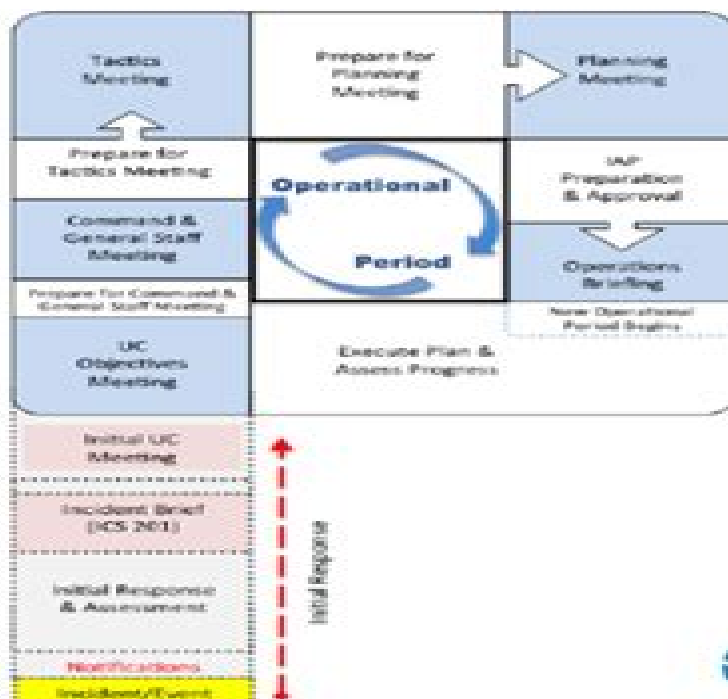 Tactics
Meeting
Prepare for
Planning
Meeting
Planning
Meeting
Prepare for
Tactics Meeting
Operational
Period
IAP
Preparation
& Approval
Command &
General Staff
Meeting
Operations
Briefing
Prepare for Command &
General Staff Meeting
New Operational
Period Begins
UC
Objectives
Meeting
Execute Plan &
Assess Progress
Initial UC
Meeting
Incident Brief
(ICS 201)
Initial Response
& Assessment
Initial Response
Notifications
Incident/Event